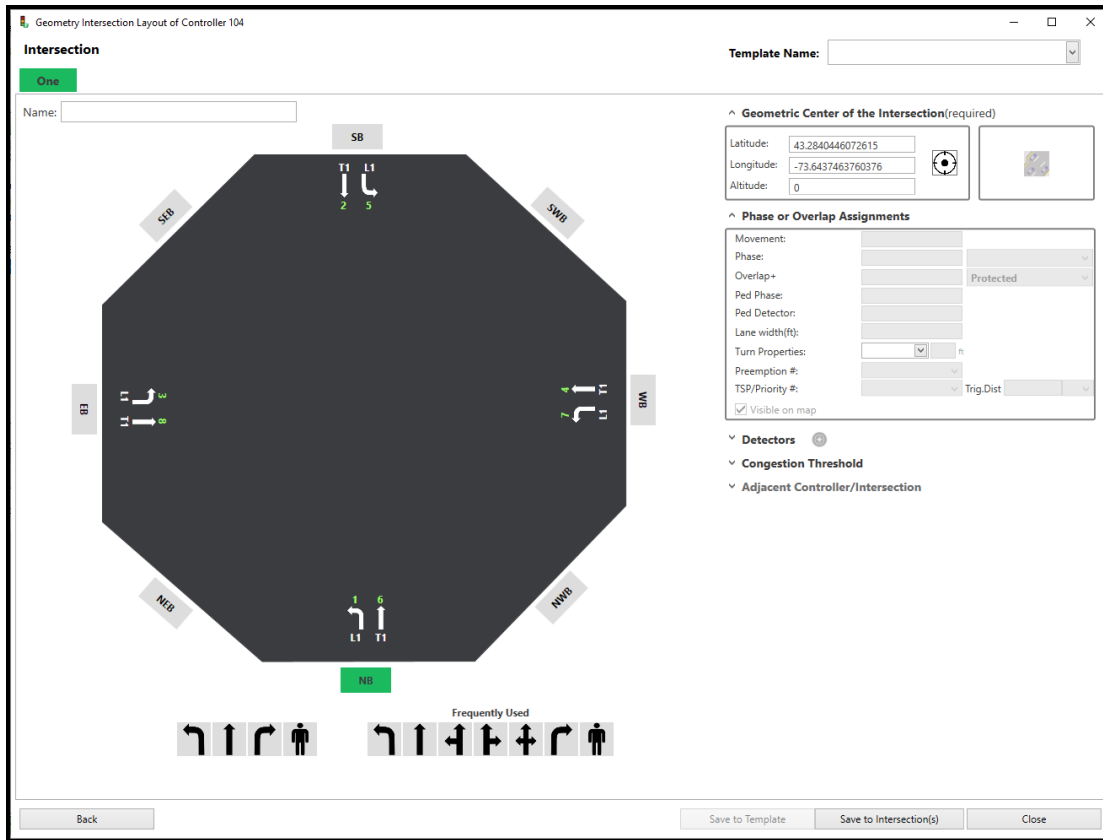 Geometry Intersection Layout of Controller 104
Intersection
Template Name:
One
Name:
Geometric Center of the Intersection(required)
Latitude: 43.2840446072615
Longitude: -73.6437463760376
Altitude: 0
Phase or Overlap Assignments
Movement:
Phase:
Overlap+ Protected
Ped Phase:
Ped Detector:
Lane width(ft):
Turn Properties: ft
Preemption #:
TSP/Priority #: Trig.Dist
Visible on map
Detectors
Congestion Threshold
Adjacent Controller/Intersection
SB
T1 L1
2 5
SEB
SWB
EB
L1 3
T1 8
WB
4 T1
7 L1
NEB
NWB
1 6
L1 T1
NB
Frequently Used
Back
Save to Template
Save to Intersection(s)
Close